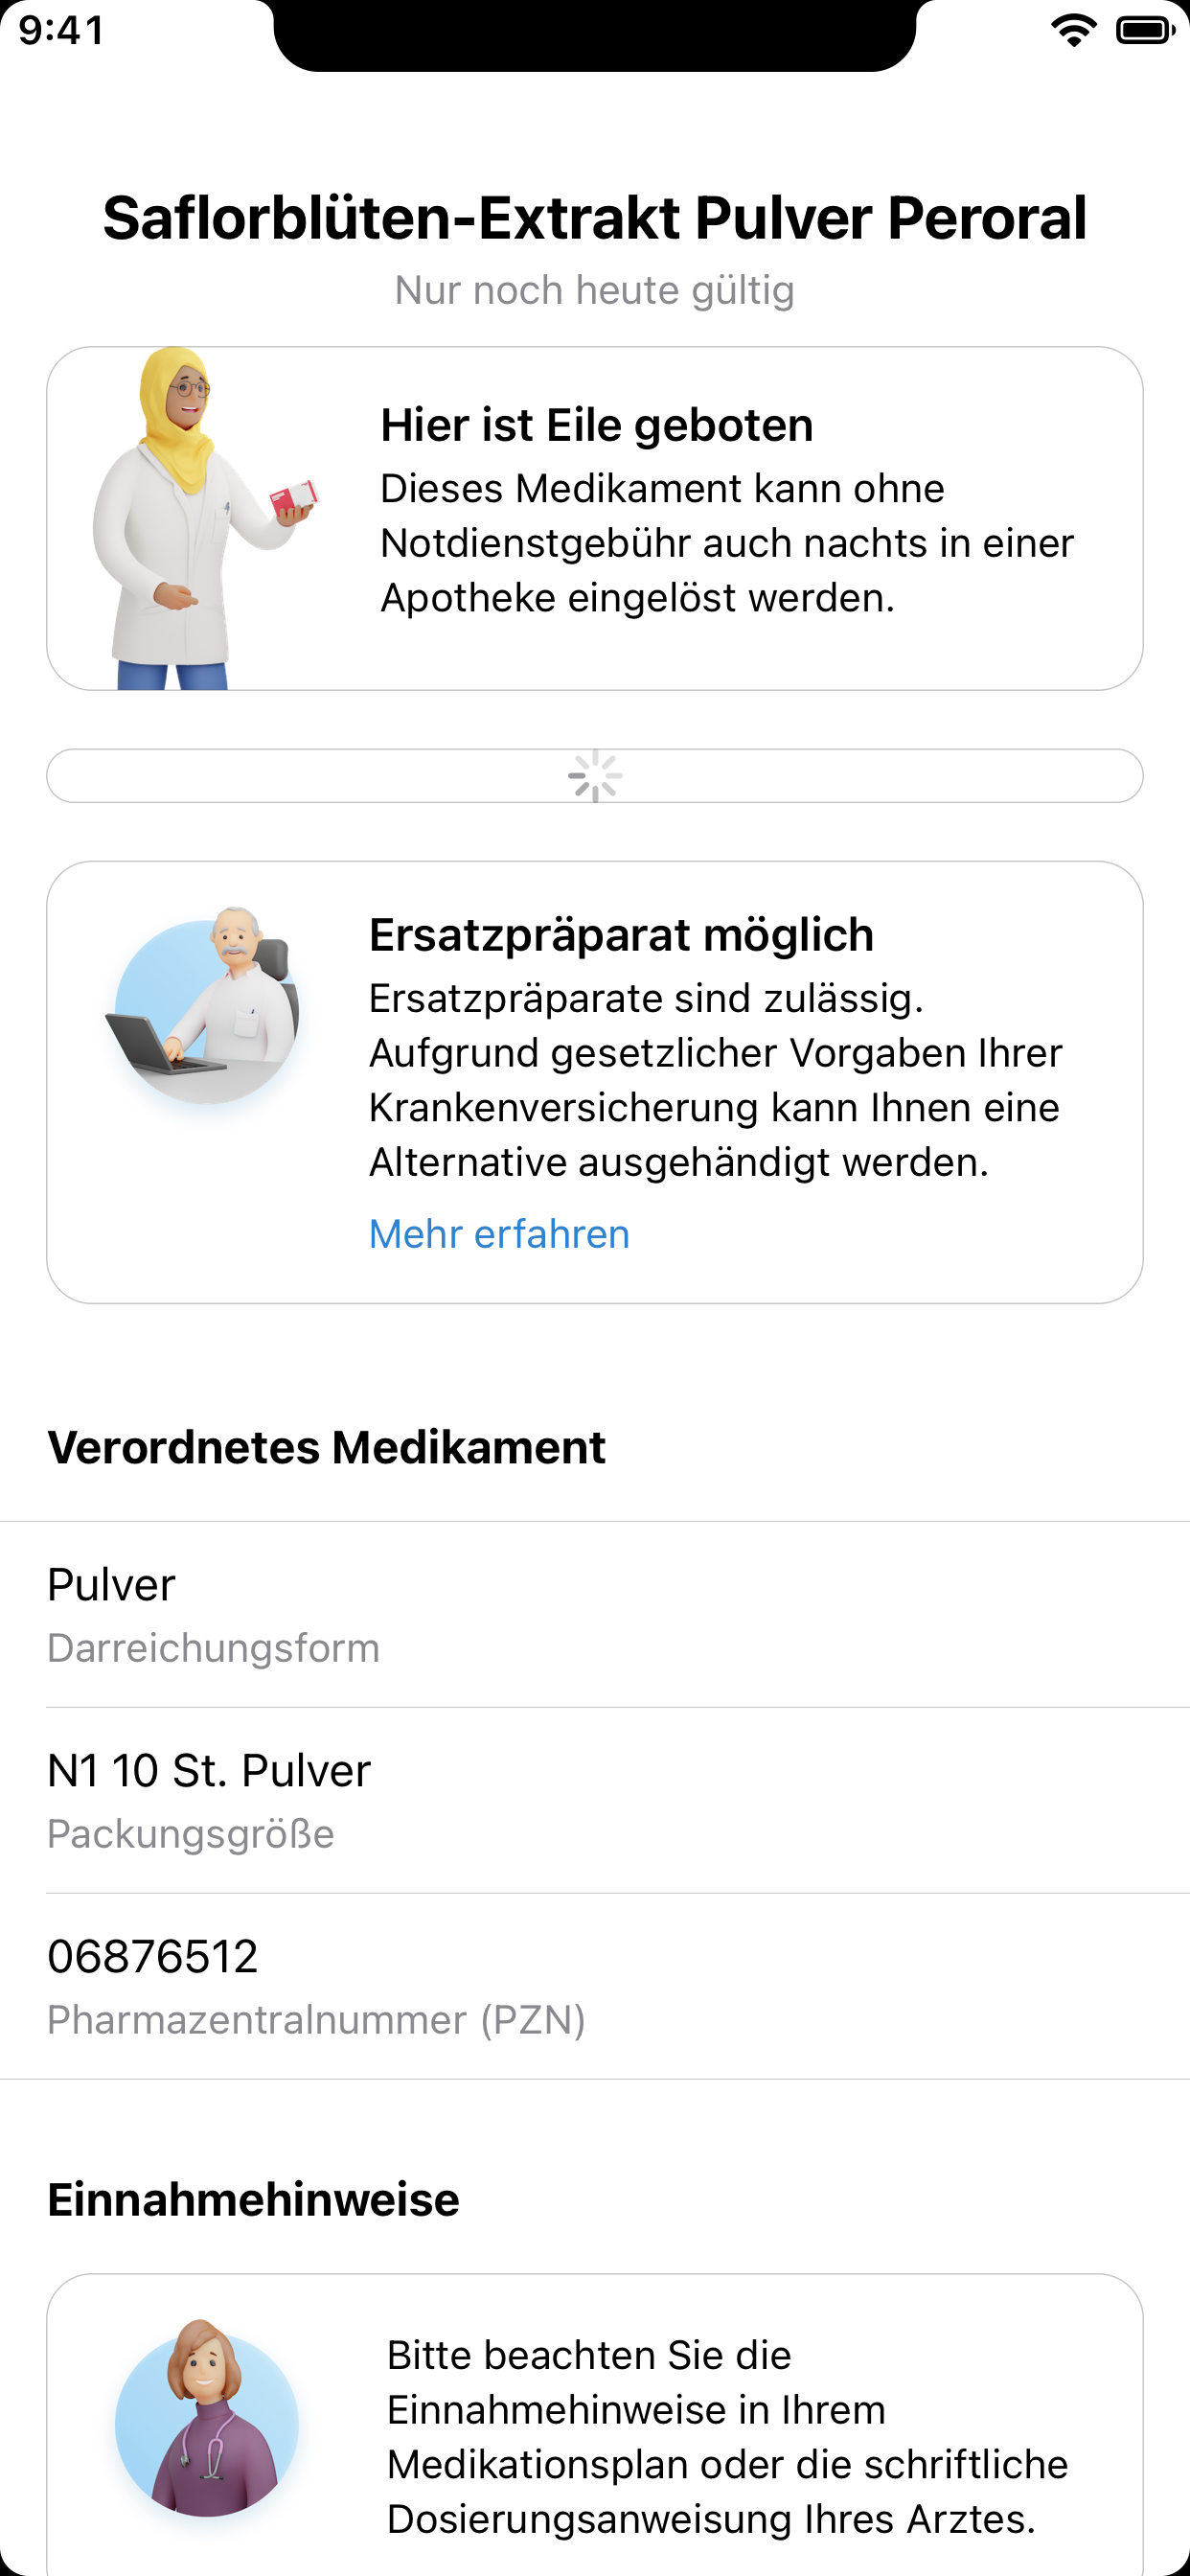 9:41
Saflorblüten-Extrakt Pulver Peroral
Nur noch heute gültig
Hier ist Eile geboten
Dieses Medikament kann ohne
Notdienstgebühr auch nachts in einer
Apotheke eingelöst werden.
Ersatzpräparat möglich
Ersatzpräparate sind zulässig.
Aufgrund gesetzlicher Vorgaben Ihrer
Krankenversicherung kann Ihnen eine
Alternative ausgehändigt werden.
Mehr erfahren
Verordnetes Medikament
Pulver
Darreichungsform
N1 10 St. Pulver
Packungsgröße
06876512
Pharmazentralnummer (PZN)
Einnahmehinweise
Bitte beachten Sie die
Einnahmehinweise in Ihrem
Medikationsplan oder die schriftliche
Dosierungsanweisung Ihres Arztes.